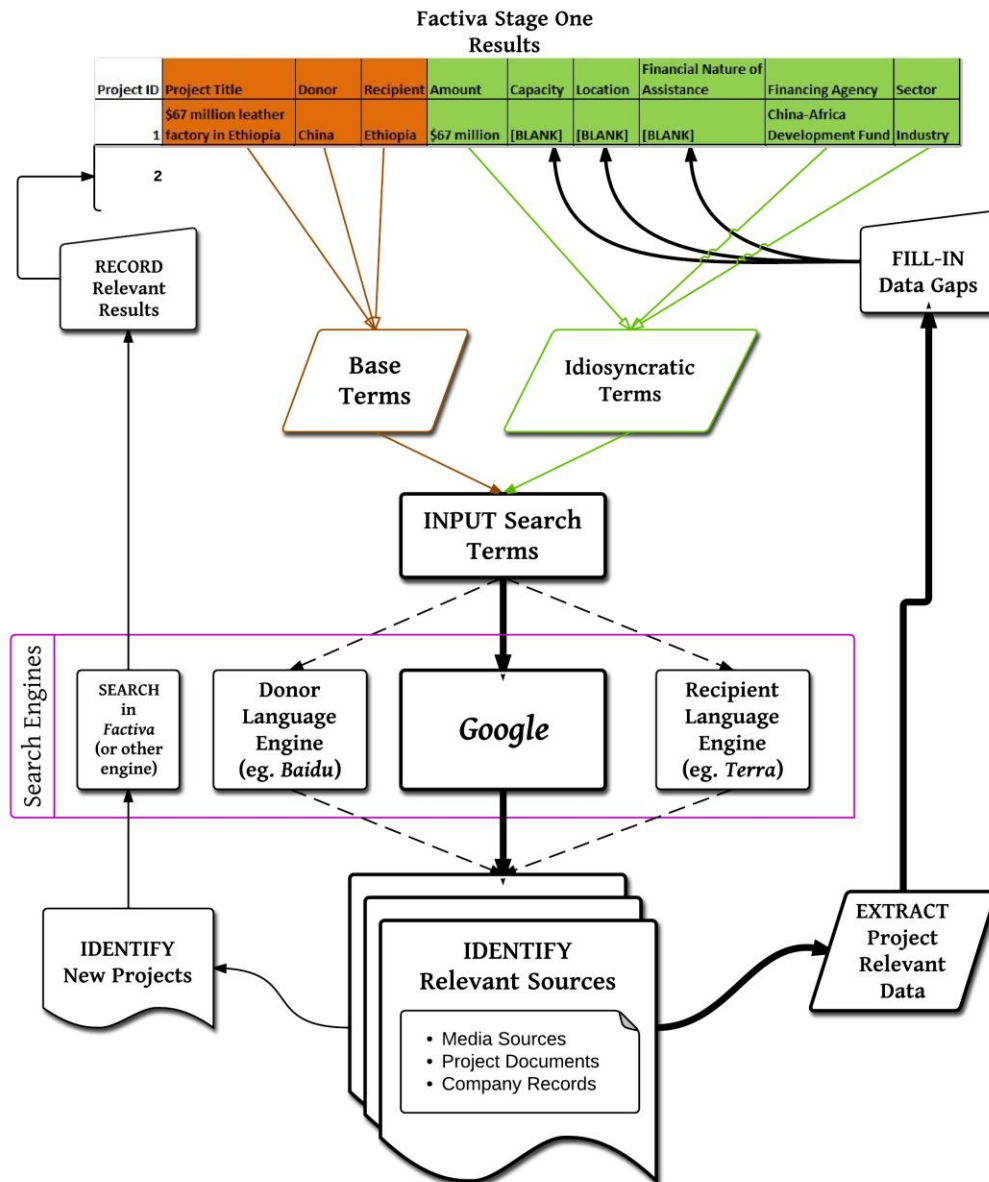 Factiva Stage One
Results
Project ID Project Title Donor Recipient Amount Capacity Location Financial Nature of Assistance Financing Agency Sector
1 $67 million leather factory in Ethiopia China Ethiopia $67 million [BLANK] [BLANK] [BLANK] China-Africa Development Fund Industry
2
RECORD
Relevant
Results
FILL-IN
Data Gaps
Base
Terms
Idiosyncratic
Terms
INPUT Search
Terms
Search Engines
SEARCH
in
Factiva
(or other
engine)
Donor
Language
Engine
(eg. Baidu)
Google
Recipient
Language
Engine
(eg. Terra)
IDENTIFY
New Projects
IDENTIFY
Relevant Sources
• Media Sources
• Project Documents
• Company Records
EXTRACT
Project
Relevant
Data